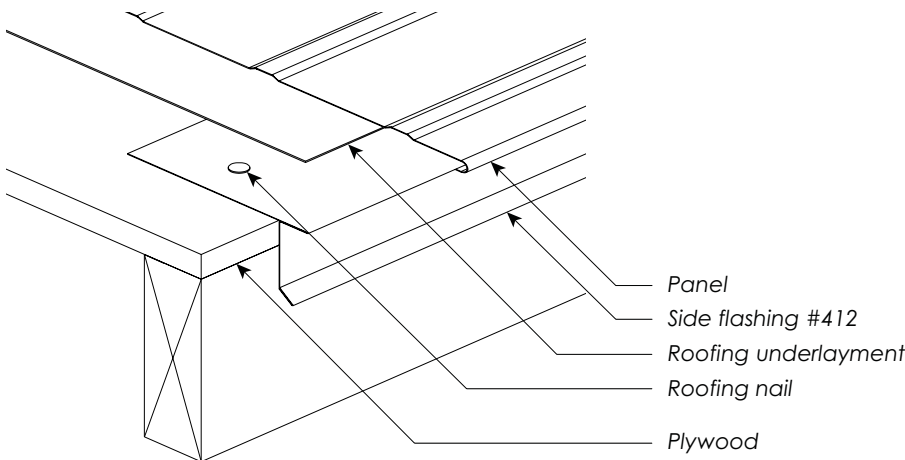 Panel
Side flashing #412
Roofing underlayment
Roofing nail
Plywood